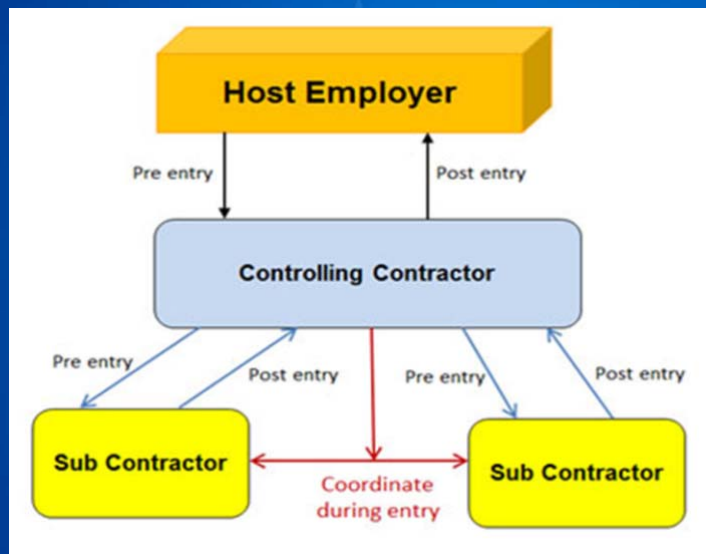 Host Employer
Pre entry
Post entry
Controlling Contractor
Pre entry
Post entry
Pre entry
Post entry
Sub Contractor
Sub Contractor
Coordinate
during entry